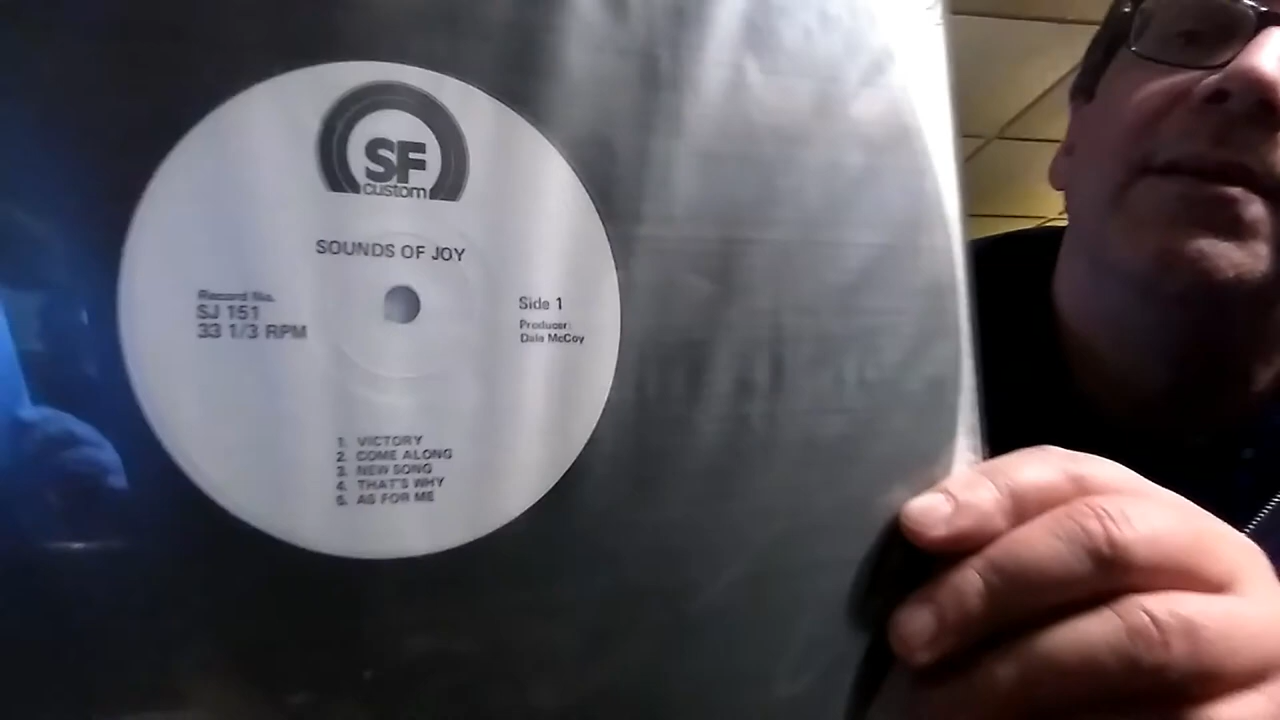 SF
custom
SOUNDS OF JOY
Record No.
SJ 151
33 1/3 RPM
Side 1
Producer:
Dale McCoy
1. VICTORY
2. COME ALONG
3. NEW SONG
4. THAT'S WHY
5. AS FOR ME